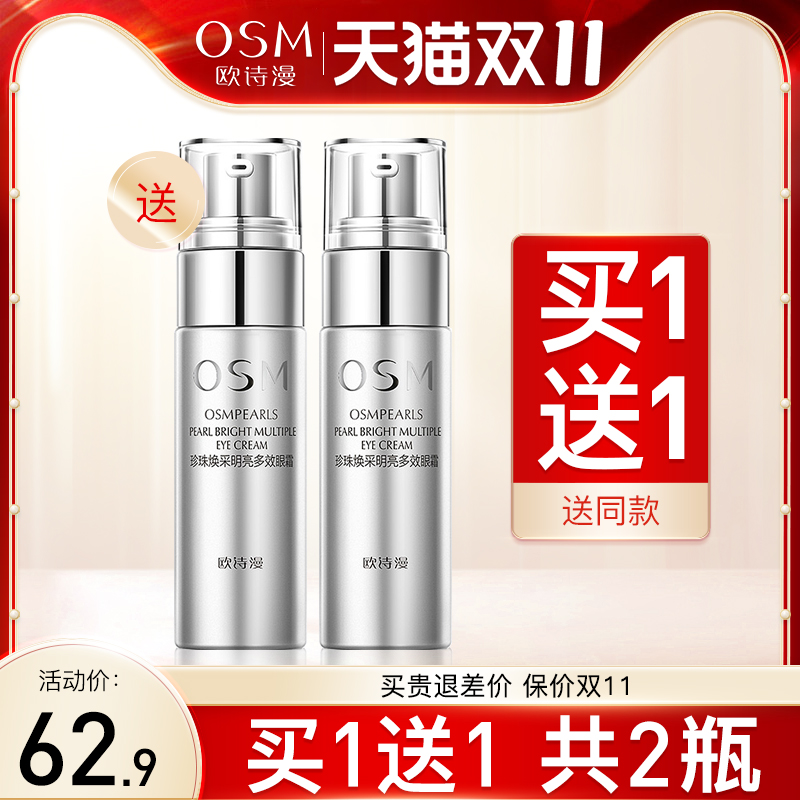 OSM
欧诗漫
天猫双11
送
OSM
OSMPEARLS
PEARL BRIGHT MULTIPLE
EYE CREAM
珍珠焕采明亮多效眼霜
欧诗漫
OSM
OSMPEARLS
PEARL BRIGHT MULTIPLE
EYE CREAM
珍珠焕采明亮多效眼霜
欧诗漫
买1
送1
送同款
活动价:
62.9
买贵退差价 保价双11
买1送1 共2瓶